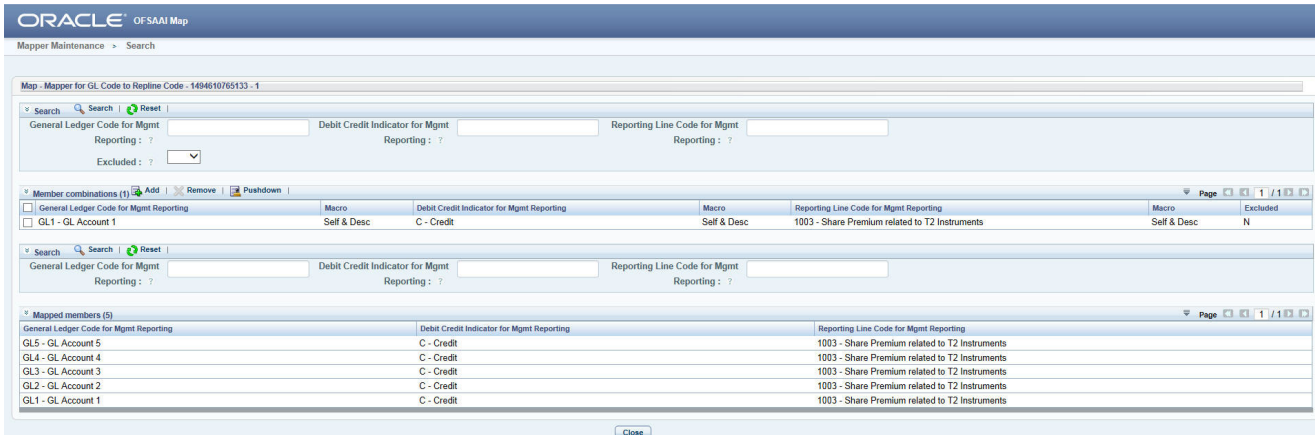 ORACLE® OFSAAI Map
Mapper Maintenance > Search
Map - Mapper for GL Code to Repline Code - 1494610765133 - 1
Search Search | Reset |
General Ledger Code for Mgmt Reporting : ? Debit Credit Indicator for Mgmt Reporting : ? Reporting Line Code for Mgmt Reporting : ?
Excluded : ?
Member combinations (1) Add | Remove | Pushdown | Page 1 / 1
General Ledger Code for Mgmt Reporting Macro Debit Credit Indicator for Mgmt Reporting Macro Reporting Line Code for Mgmt Reporting Macro Excluded
GL1 - GL Account 1 Self & Desc C - Credit Self & Desc 1003 - Share Premium related to T2 Instruments Self & Desc N
Search Search | Reset |
General Ledger Code for Mgmt Reporting : ? Debit Credit Indicator for Mgmt Reporting : ? Reporting Line Code for Mgmt Reporting : ?
Mapped members (5) Page 1 / 1
General Ledger Code for Mgmt Reporting Debit Credit Indicator for Mgmt Reporting Reporting Line Code for Mgmt Reporting
GL5 - GL Account 5 C - Credit 1003 - Share Premium related to T2 Instruments
GL4 - GL Account 4 C - Credit 1003 - Share Premium related to T2 Instruments
GL3 - GL Account 3 C - Credit 1003 - Share Premium related to T2 Instruments
GL2 - GL Account 2 C - Credit 1003 - Share Premium related to T2 Instruments
GL1 - GL Account 1 C - Credit 1003 - Share Premium related to T2 Instruments
Close